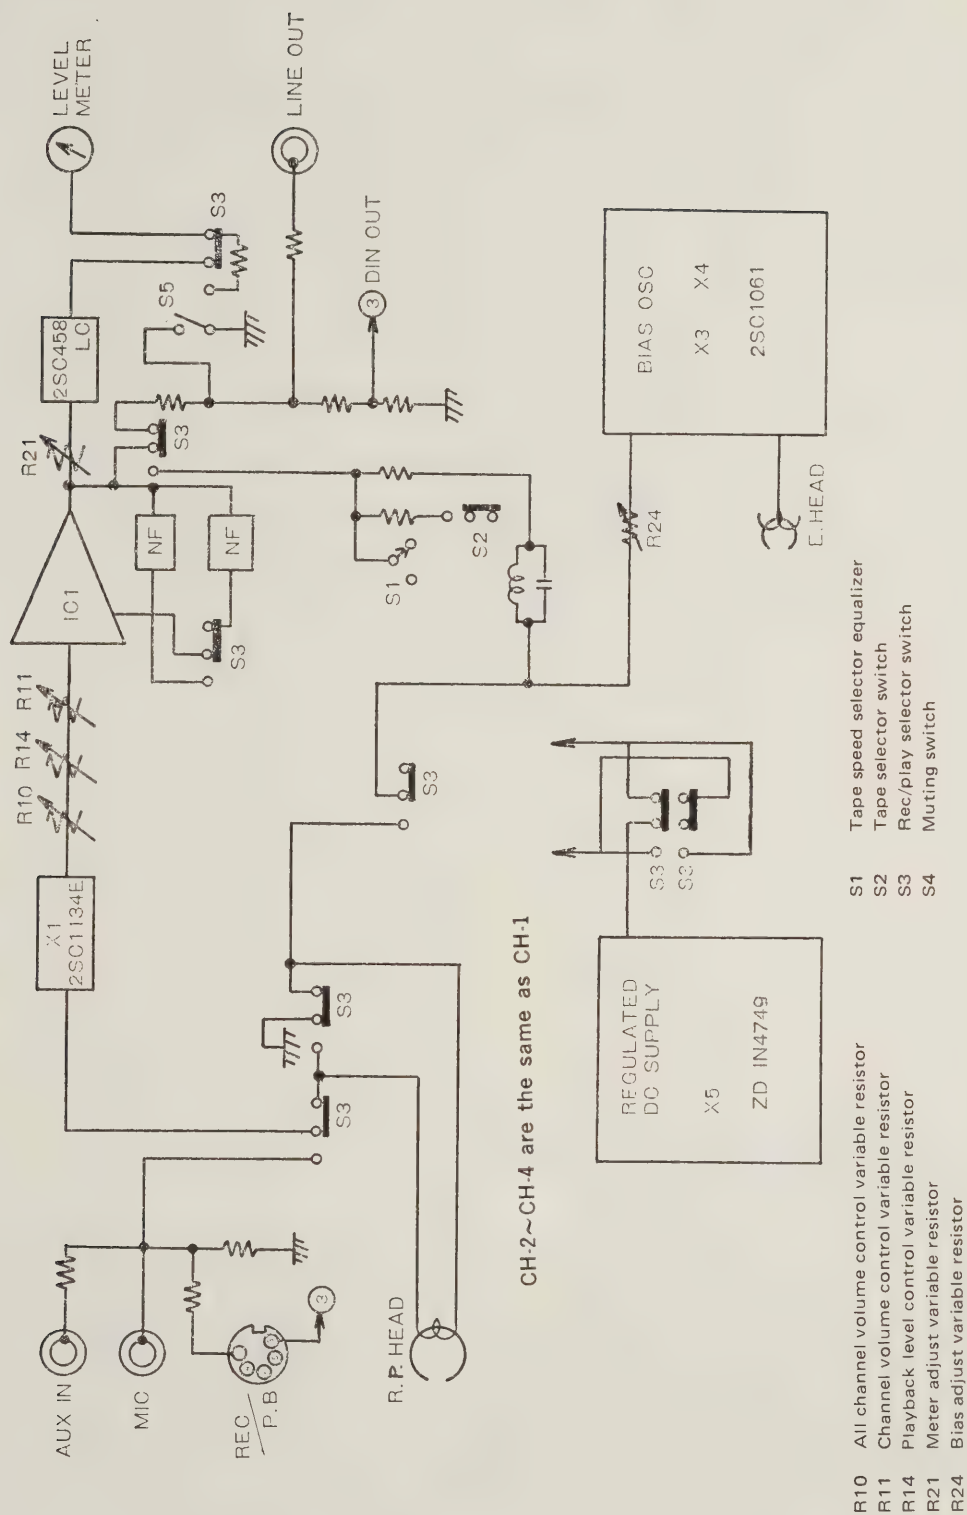 AUX IN
MIC
REC/P.B
3
R.P. HEAD
X1
2SC1134E
R10
R14
R11
IC1
R21
2SC458
LC
LEVEL
METER
NF
NF
S3
S3
S3
S3
S3
S3
S5
LINE OUT
3 DIN OUT
S1
S2
R24
BIAS OSC
X3 X4
2SC1061
E.HEAD
CH-2~CH-4 are the same as CH-1
REGULATED
DC SUPPLY
X5
ZD IN4749
S3
S3
R10 All channel volume control variable resistor
R11 Channel volume control variable resistor
R14 Playback level control variable resistor
R21 Meter adjust variable resistor
R24 Bias adjust variable resistor
S1 Tape speed selector equalizer
S2 Tape selector switch
S3 Rec/play selector switch
S4 Muting switch